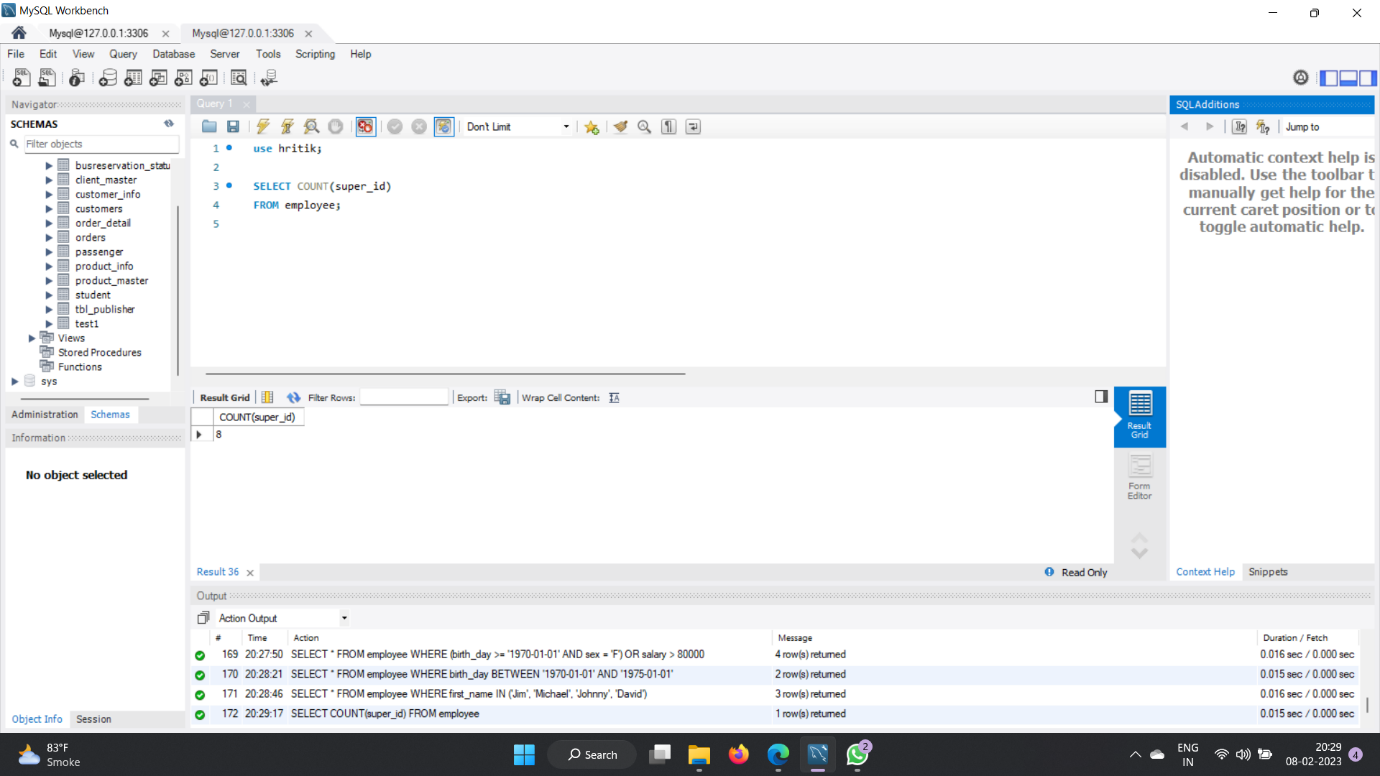 MySQL Workbench
Mysql@127.0.0.1:3306 Mysql@127.0.0.1:3306
File Edit View Query Database Server Tools Scripting Help
Navigator
SCHEMAS
Filter objects
busreservation_statu
client_master
customer_info
customers
order_detail
orders
passenger
product_info
product_master
student
tbl_publisher
test1
Views
Stored Procedures
Functions
sys
Administration Schemas
Information
No object selected
Object Info Session
Query 1
Don't Limit
1 use hritik;
2
3 SELECT COUNT(super_id)
4 FROM employee;
5
Result Grid Filter Rows: Export: Wrap Cell Content:
COUNT(super_id)
8
Result Grid
Form Editor
Result 36 Read Only
SQLAdditions
Jump to
Automatic context help is
disabled. Use the toolbar t
manually get help for the
current caret position or to
toggle automatic help.
Context Help Snippets
Output
Action Output
# Time Action Message Duration / Fetch
169 20:27:50 SELECT * FROM employee WHERE (birth_day >= '1970-01-01' AND sex = 'F') OR salary > 80000 4 row(s) returned 0.016 sec / 0.000 sec
170 20:28:21 SELECT * FROM employee WHERE birth_day BETWEEN '1970-01-01' AND '1975-01-01' 2 row(s) returned 0.015 sec / 0.000 sec
171 20:28:46 SELECT * FROM employee WHERE first_name IN ('Jim', 'Michael', 'Johnny', 'David') 3 row(s) returned 0.016 sec / 0.000 sec
172 20:29:17 SELECT COUNT(super_id) FROM employee 1 row(s) returned 0.015 sec / 0.000 sec
83°F
Smoke
Search
2
ENG
IN
20:29
08-02-2023
4